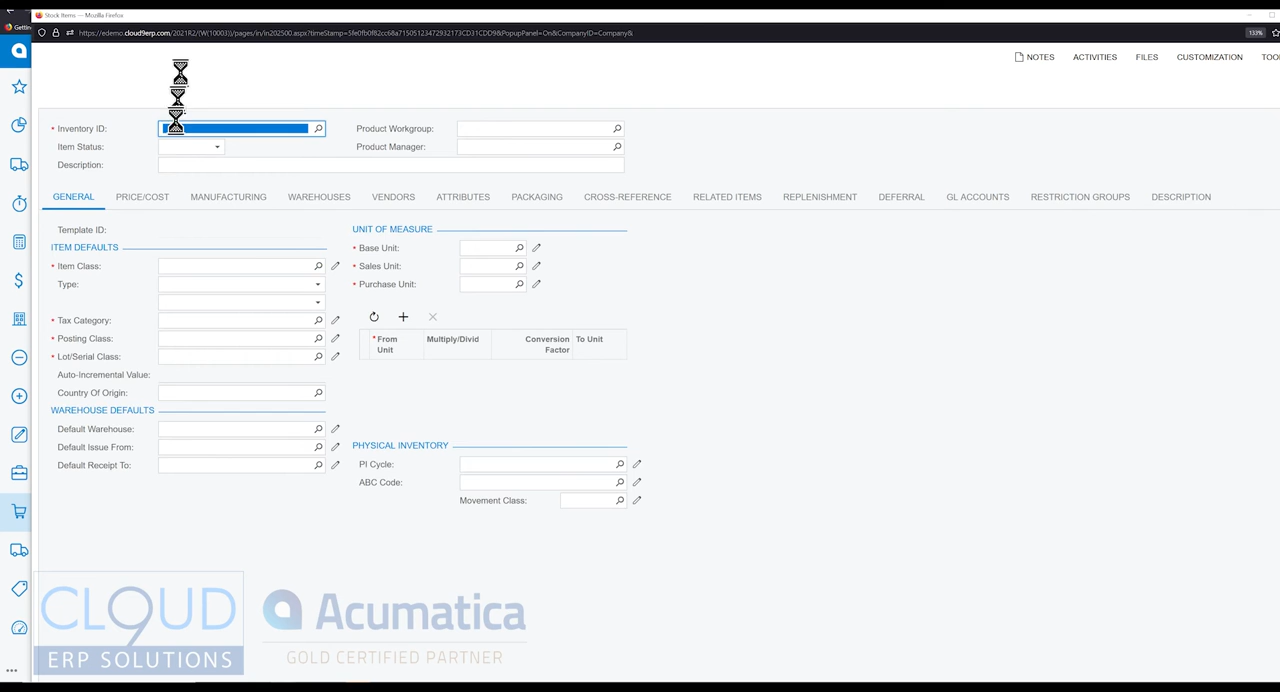 Stock Items — Mozilla Firefox
Getti
https://edemo.cloud9erp.com/2021R2/(W(10003))/pages/in/in202500.aspx?timeStamp=3fe0fb0f82cc68a71505123472932173CD31CDD9&PopupPanel=On&CompanyID=Company&
133%
NOTES ACTIVITIES FILES CUSTOMIZATION TOO
* Inventory ID: Product Workgroup:
Item Status: Product Manager:
Description:
GENERAL PRICE/COST MANUFACTURING WAREHOUSES VENDORS ATTRIBUTES PACKAGING CROSS-REFERENCE RELATED ITEMS REPLENISHMENT DEFERRAL GL ACCOUNTS RESTRICTION GROUPS DESCRIPTION
Template ID: UNIT OF MEASURE
ITEM DEFAULTS * Base Unit:
* Item Class: * Sales Unit:
Type: * Purchase Unit:
* Tax Category:
* Posting Class: * From Unit Multiply/Divid Conversion Factor To Unit
* Lot/Serial Class:
Auto-Incremental Value:
Country Of Origin:
WAREHOUSE DEFAULTS
Default Warehouse:
Default Issue From: PHYSICAL INVENTORY
Default Receipt To: PI Cycle:
ABC Code:
Movement Class:
CLOUD9
ERP SOLUTIONS
Acumatica
GOLD CERTIFIED PARTNER